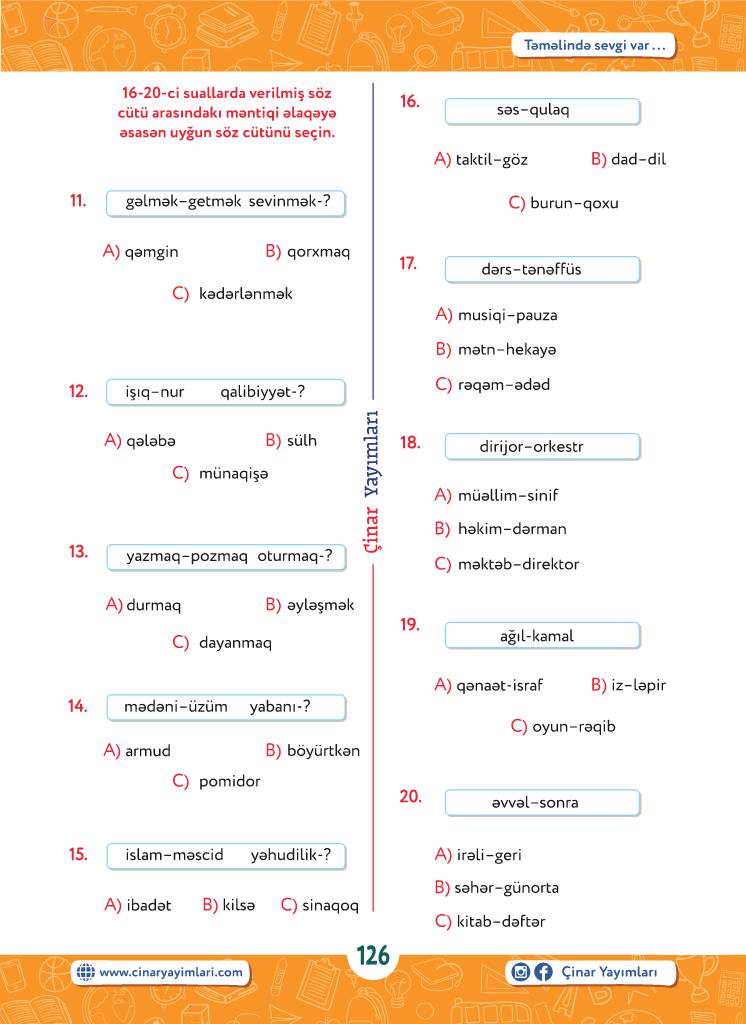 Təməlində sevgi var ...
16-20-ci suallarda verilmiş söz
cütü arasındakı məntiqi əlaqəyə
əsasən uyğun söz cütünü seçin.
11. gəlmək–getmək sevinmək-?
A) qəmgin B) qorxmaq
C) kədərlənmək
12. işıq–nur qalibiyyət-?
A) qələbə B) sülh
C) münaqişə
13. yazmaq–pozmaq oturmaq-?
A) durmaq B) əyləşmək
C) dayanmaq
14. mədəni–üzüm yabanı-?
A) armud B) böyürtkən
C) pomidor
15. islam–məscid yəhudilik-?
A) ibadət B) kilsə C) sinaqoq
Çinar Yayımları
16. səs–qulaq
A) taktil–göz B) dad–dil
C) burun–qoxu
17. dərs–tənəffüs
A) musiqi–pauza
B) mətn–hekayə
C) rəqəm–ədəd
18. dirijor–orkestr
A) müəllim–sinif
B) həkim–dərman
C) məktəb–direktor
19. ağıl-kamal
A) qənaət-israf B) iz–ləpir
C) oyun–rəqib
20. əvvəl–sonra
A) irəli–geri
B) səhər–günorta
C) kitab–dəftər
www.cinaryayimlari.com
126
Çinar Yayımları